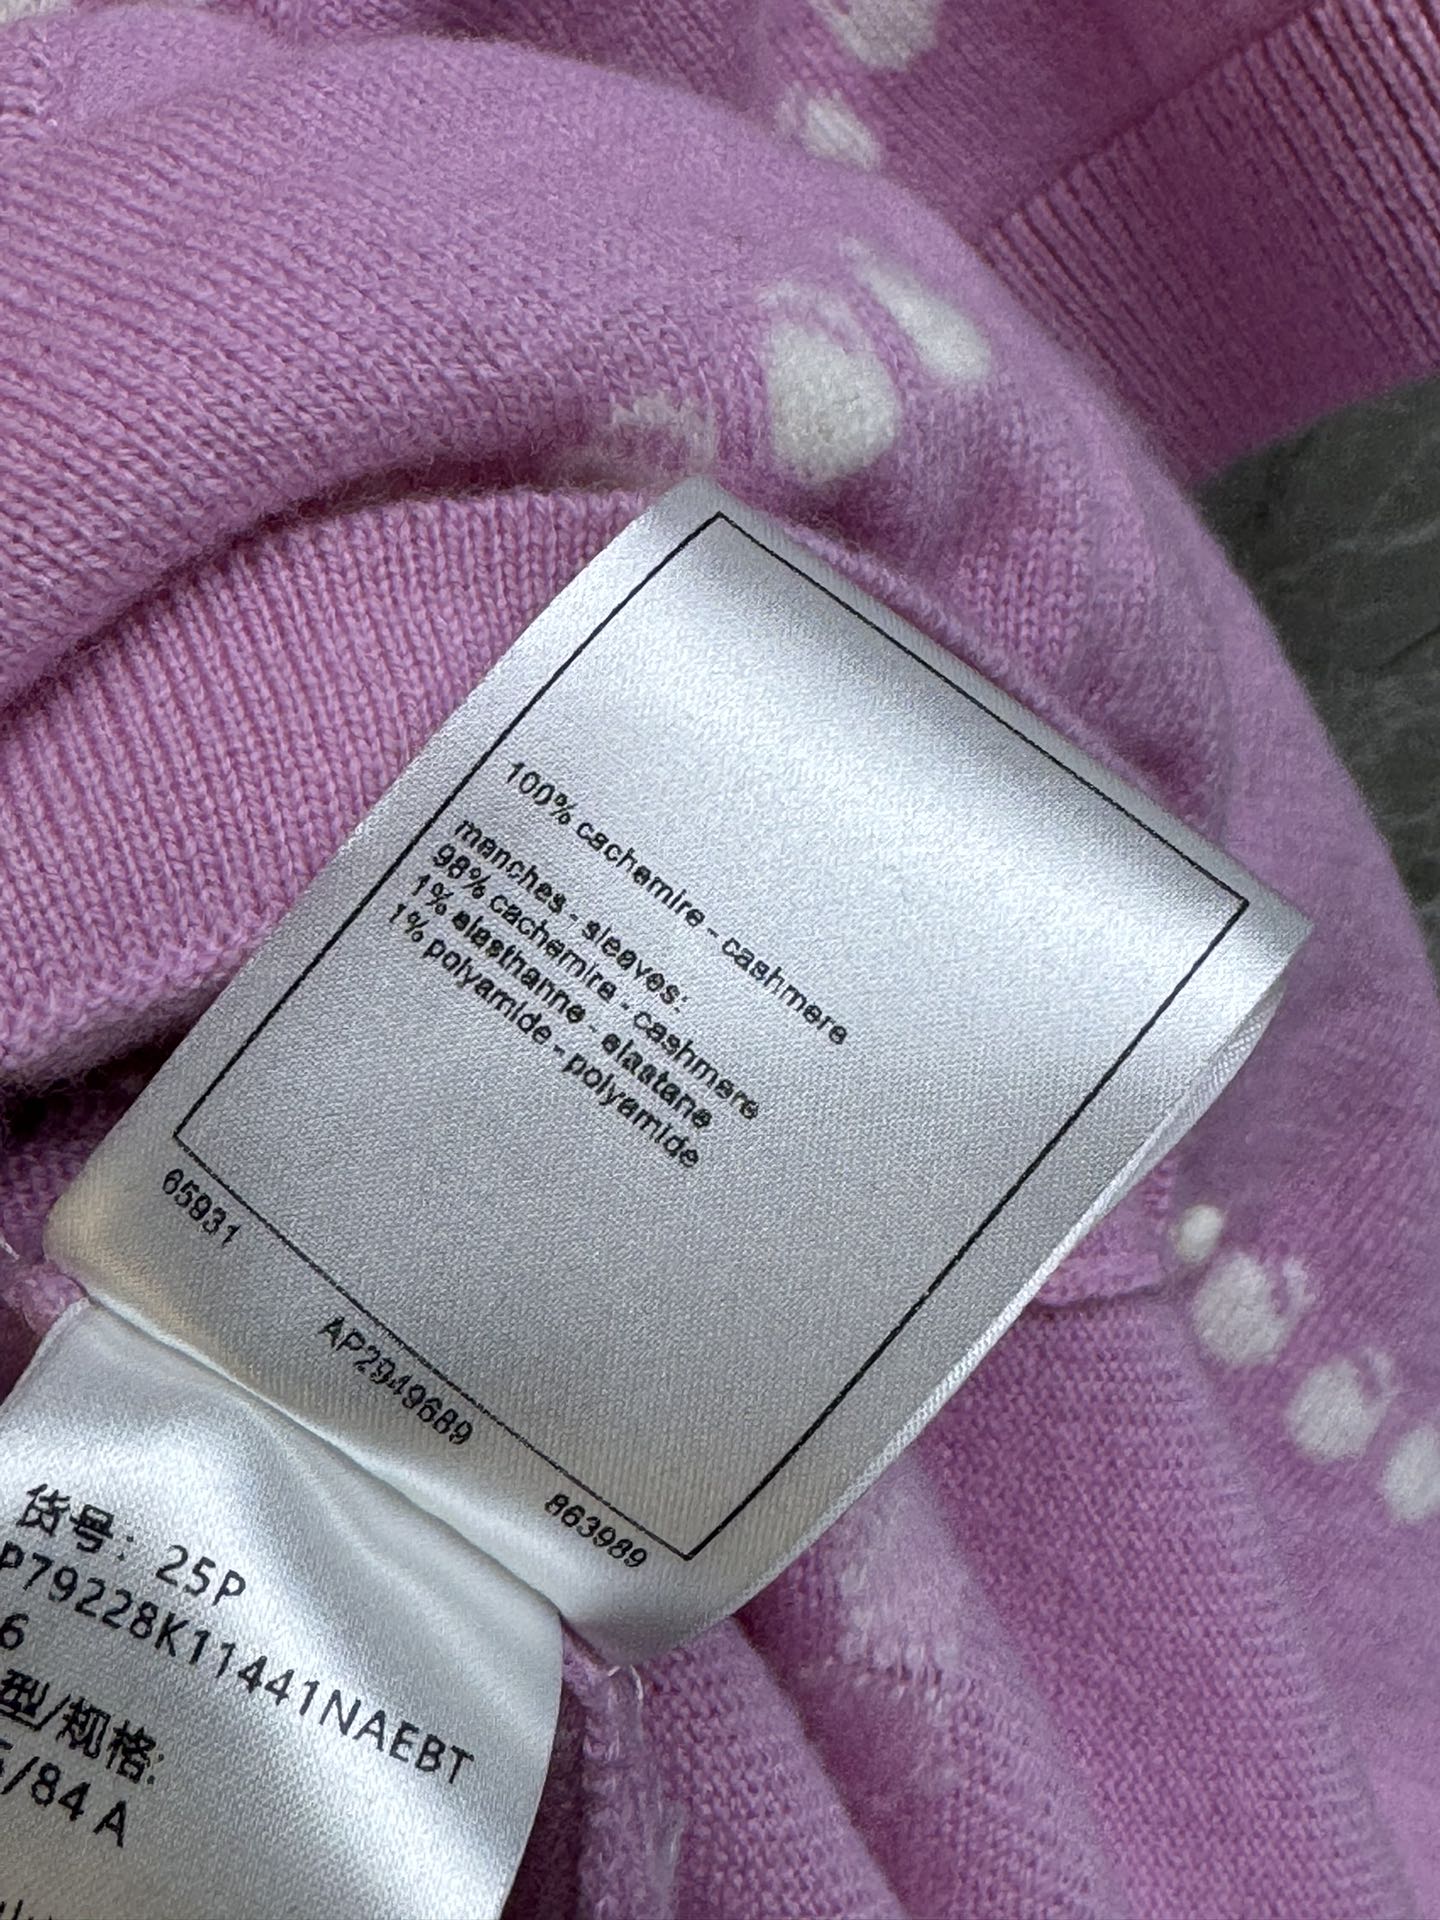 100% cachemire - cashmere
manches - sleeves:
98% cachemire - cashmere
1% elasthanne - elastane
1% polyamide - polyamide
65931
AP2949689
863989
货号: 25P
P79228K11441NAEBT
6
型/规格:
/84 A